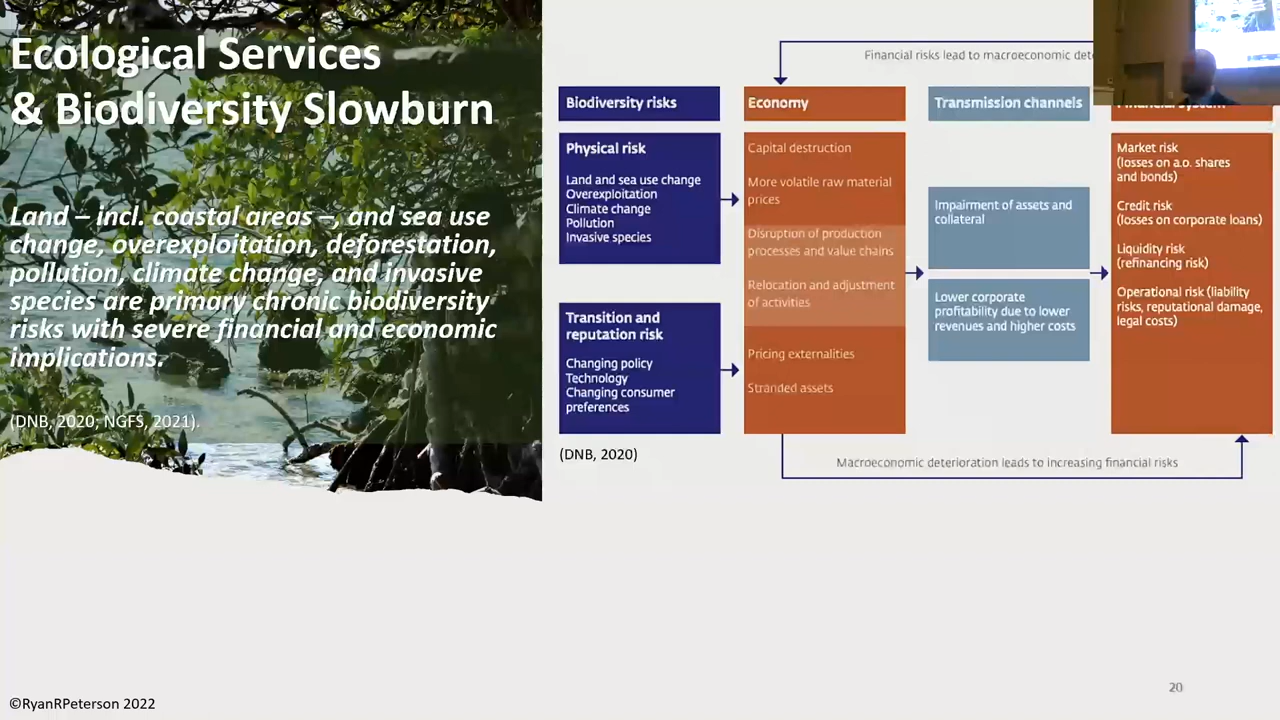 Ecological Services
& Biodiversity Slowburn
Land – incl. coastal areas –, and sea use
change, overexploitation, deforestation,
pollution, climate change, and invasive
species are primary chronic biodiversity
risks with severe financial and economic
implications.
(DNB, 2020; NGFS, 2021).
Financial risks lead to macroeconomic
Biodiversity risks
Physical risk
Land and sea use change
Overexploitation
Climate change
Pollution
Invasive species
Transition and
reputation risk
Changing policy
Technology
Changing consumer
preferences
(DNB, 2020)
Economy
Capital destruction
More volatile raw material
prices
Disruption of production
processes and value chains
Relocation and adjustment
of activities
Pricing externalities
Stranded assets
Transmission channels
Impairment of assets and
collateral
Lower corporate
profitability due to lower
revenues and higher costs
Financial system
Market risk
(losses on a.o. shares
and bonds)
Credit risk
(losses on corporate loans)
Liquidity risk
(refinancing risk)
Operational risk (liability
risks, reputational damage,
legal costs)
Macroeconomic deterioration leads to increasing financial risks
20
©RyanRPeterson 2022